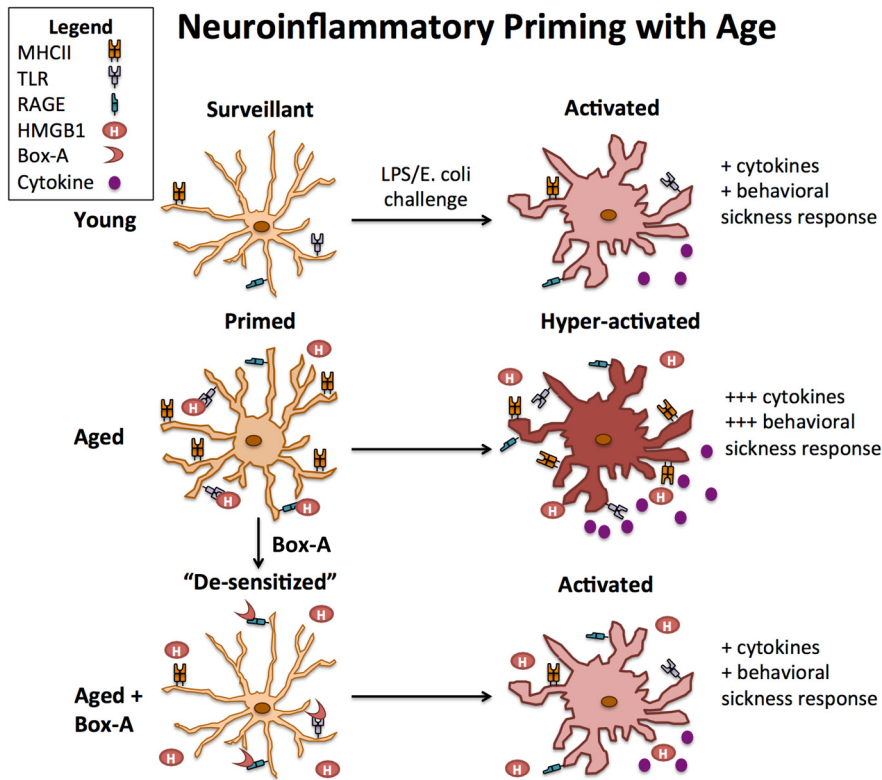 Neuroinflammatory Priming with Age
Legend
MHCII
TLR
RAGE
HMGB1
H
Box-A
Cytokine
Surveillant
Activated
Young
LPS/E. coli
challenge
+ cytokines
+ behavioral
sickness response
Primed
Hyper-activated
H
H
H
H
H
H
H
H
Aged
+++ cytokines
+++ behavioral
sickness response
Box-A
“De-sensitized”
Activated
H
H
H
H
H
H
H
H
Aged +
Box-A
+ cytokines
+ behavioral
sickness response